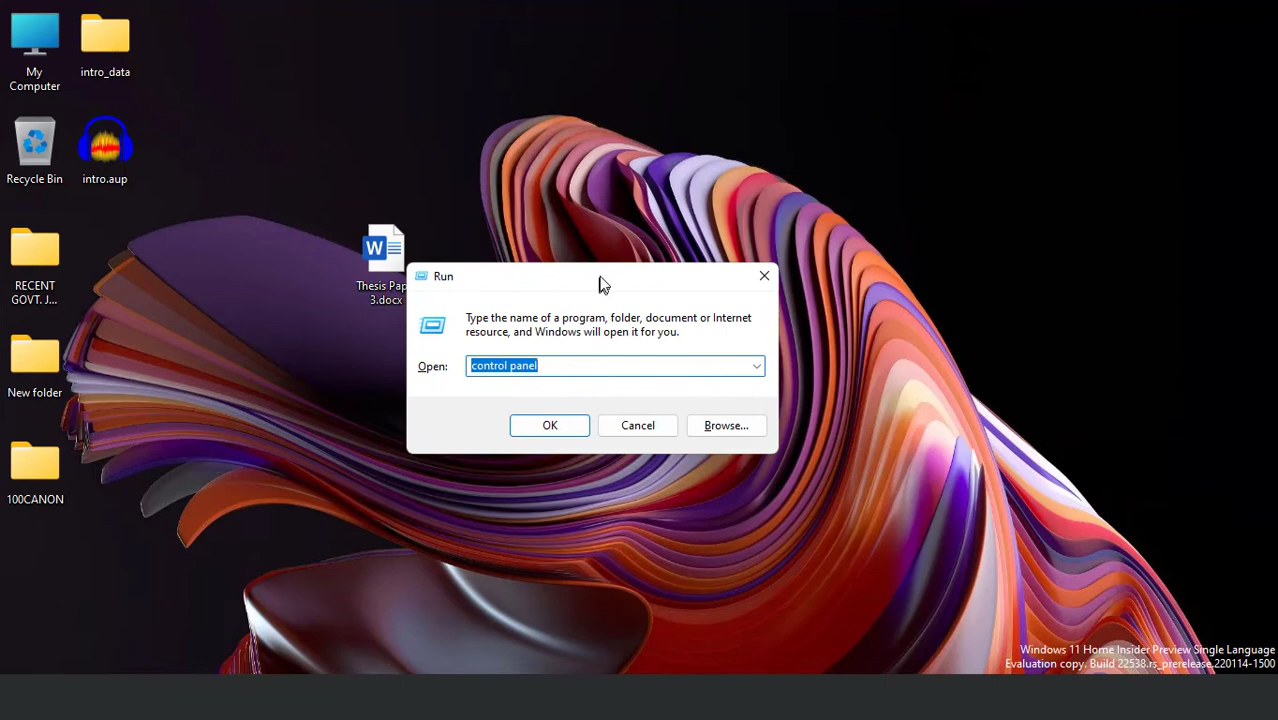 My
Computer
intro_data
Recycle Bin
intro.aup
RECENT
GOVT. J...
Thesis Pap
3.docx
New folder
100CANON
Run
Type the name of a program, folder, document or Internet
resource, and Windows will open it for you.
Open:
control panel
OK
Cancel
Browse...
Windows 11 Home Insider Preview Single Language
Evaluation copy. Build 22538.rs_prerelease.220114-1500